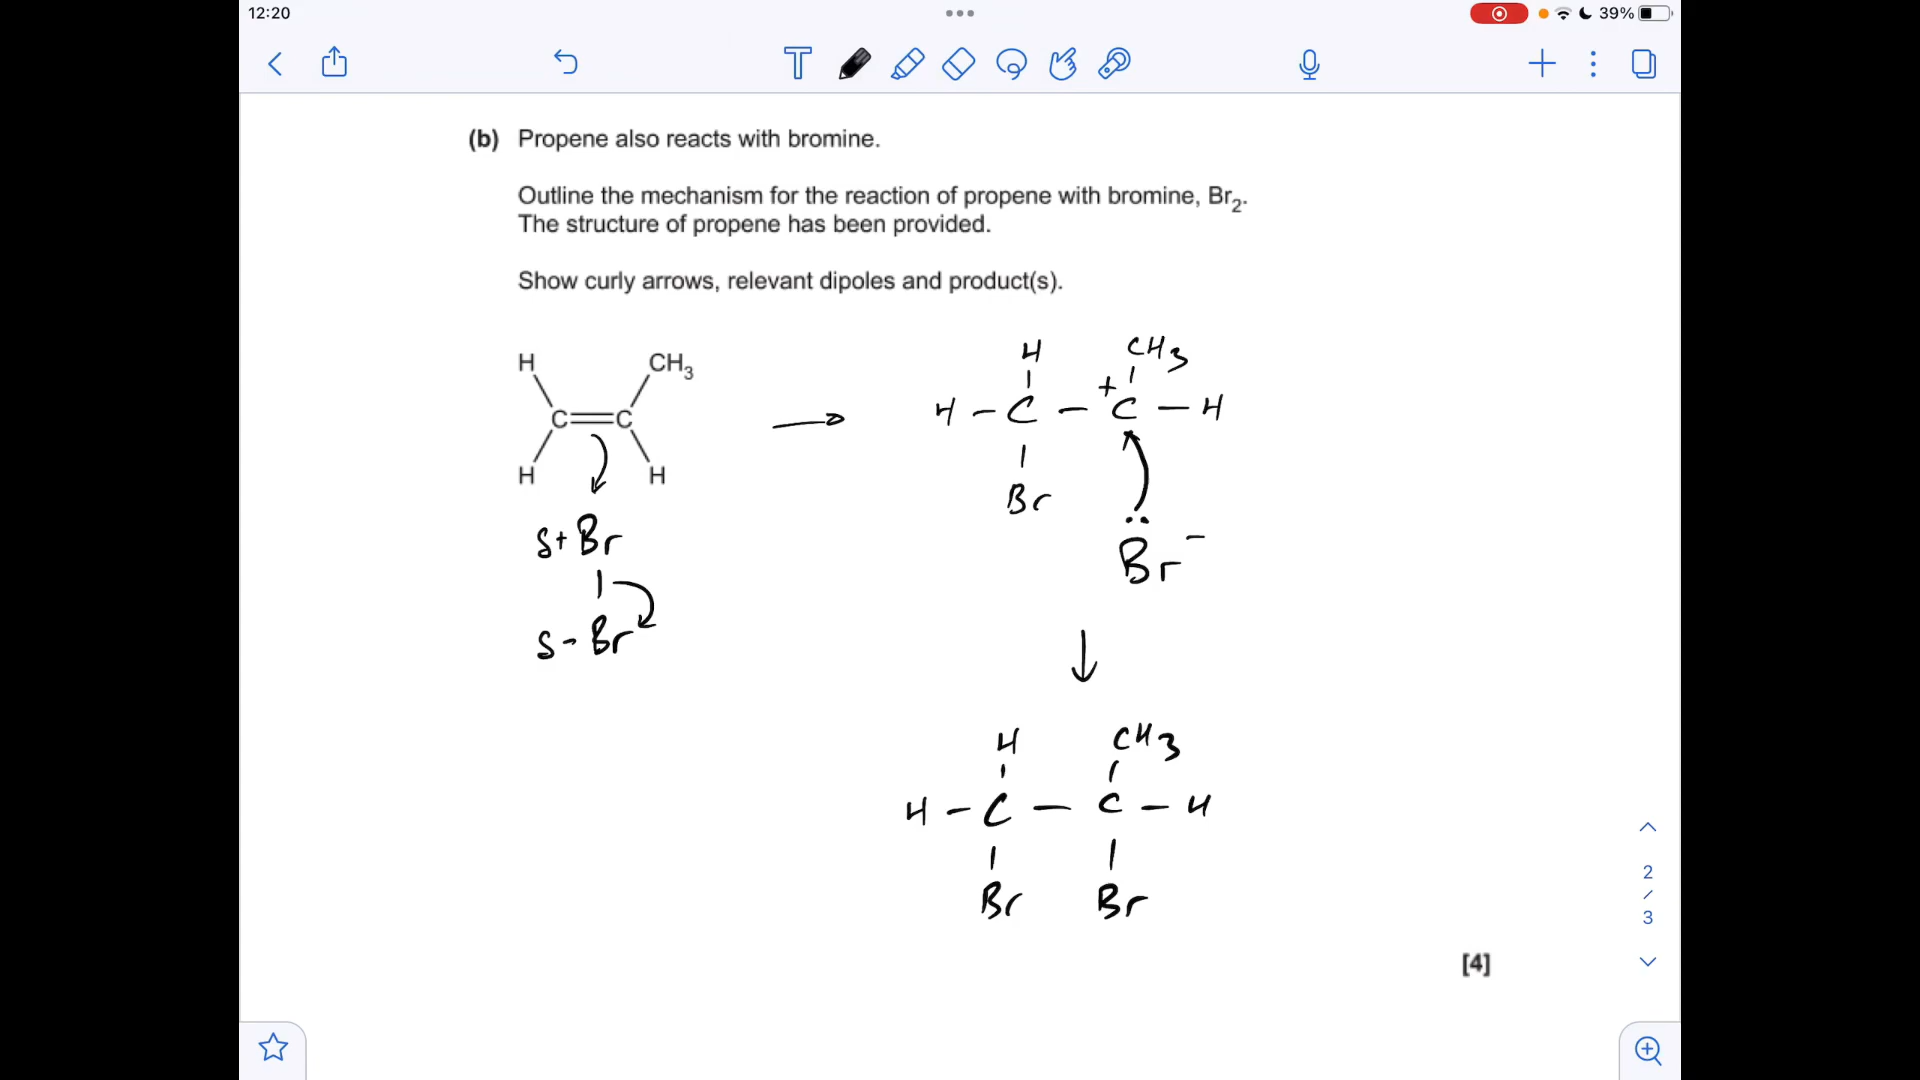 12:20
39%
(b) Propene also reacts with bromine.
Outline the mechanism for the reaction of propene with bromine, Br₂.
The structure of propene has been provided.
Show curly arrows, relevant dipoles and product(s).
H CH₃
C=C
H H
δ+ Br
|
δ- Br
→
H CH₃
| + |
H - C - C - H
|
Br
:
Br⁻
↓
H CH₃
| |
H - C - C - H
| |
Br Br
[4]
2
/
3